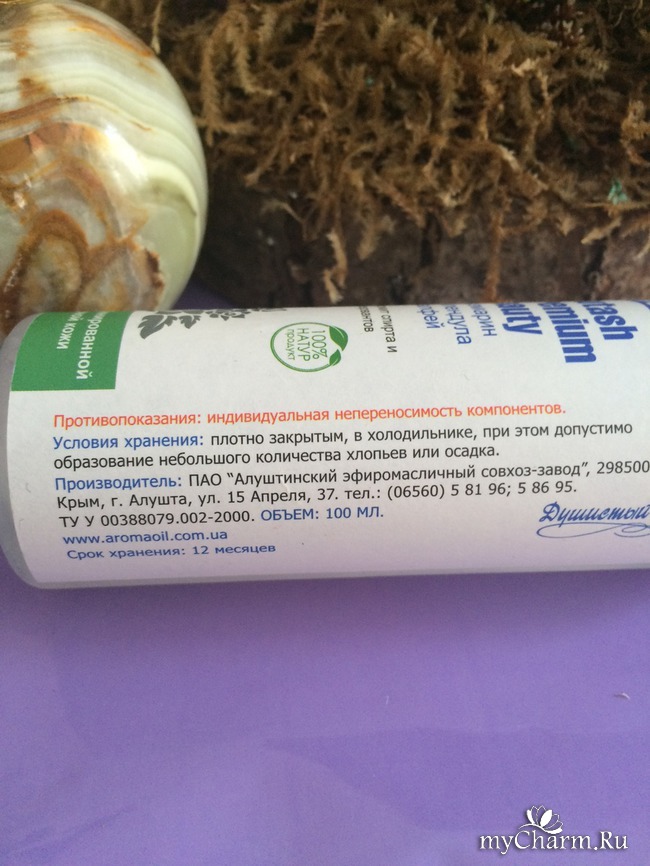 Противопоказания: индивидуальная непереносимость компонентов.
Условия хранения: плотно закрытым, в холодильнике, при этом допустимо
образование небольшого количества хлопьев или осадка.
Производитель: ПАО "Алуштинский эфиромасличный совхоз-завод", 298500
Крым, г. Алушта, ул. 15 Апреля, 37. тел.: (06560) 5 81 96; 5 86 95.
ТУ У 00388079.002-2000. ОБЪЕМ: 100 МЛ.
www.aromaoil.com.ua
Срок хранения: 12 месяцев
Душистый
100%
НАТУР
ПРОДУКТ
спирта и
кожи
myCharm.Ru